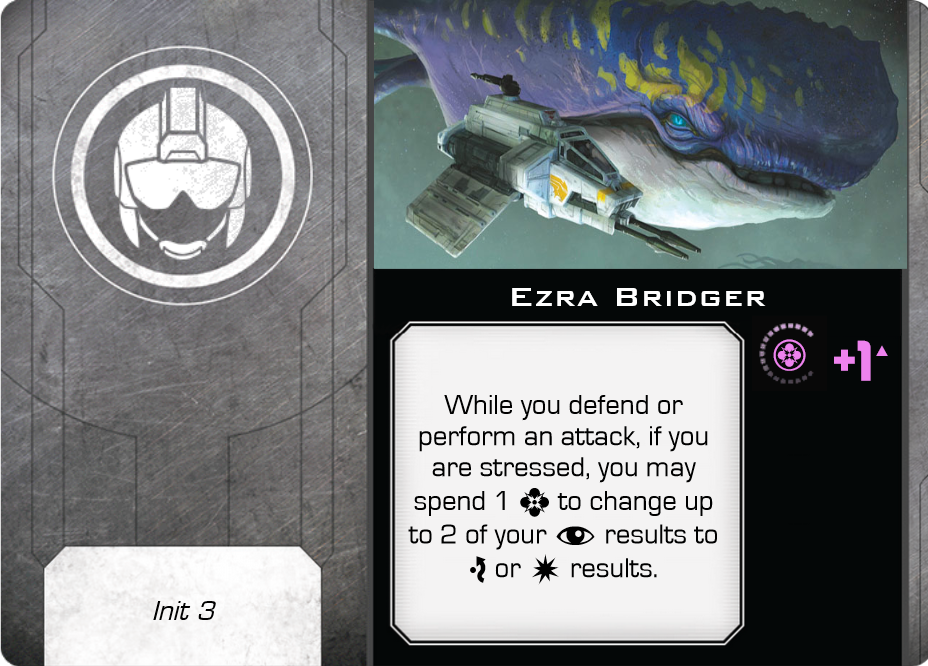 Ezra Bridger
+1
While you defend or
perform an attack, if you
are stressed, you may
spend 1 to change up
to 2 of your results to
or results.
Init 3